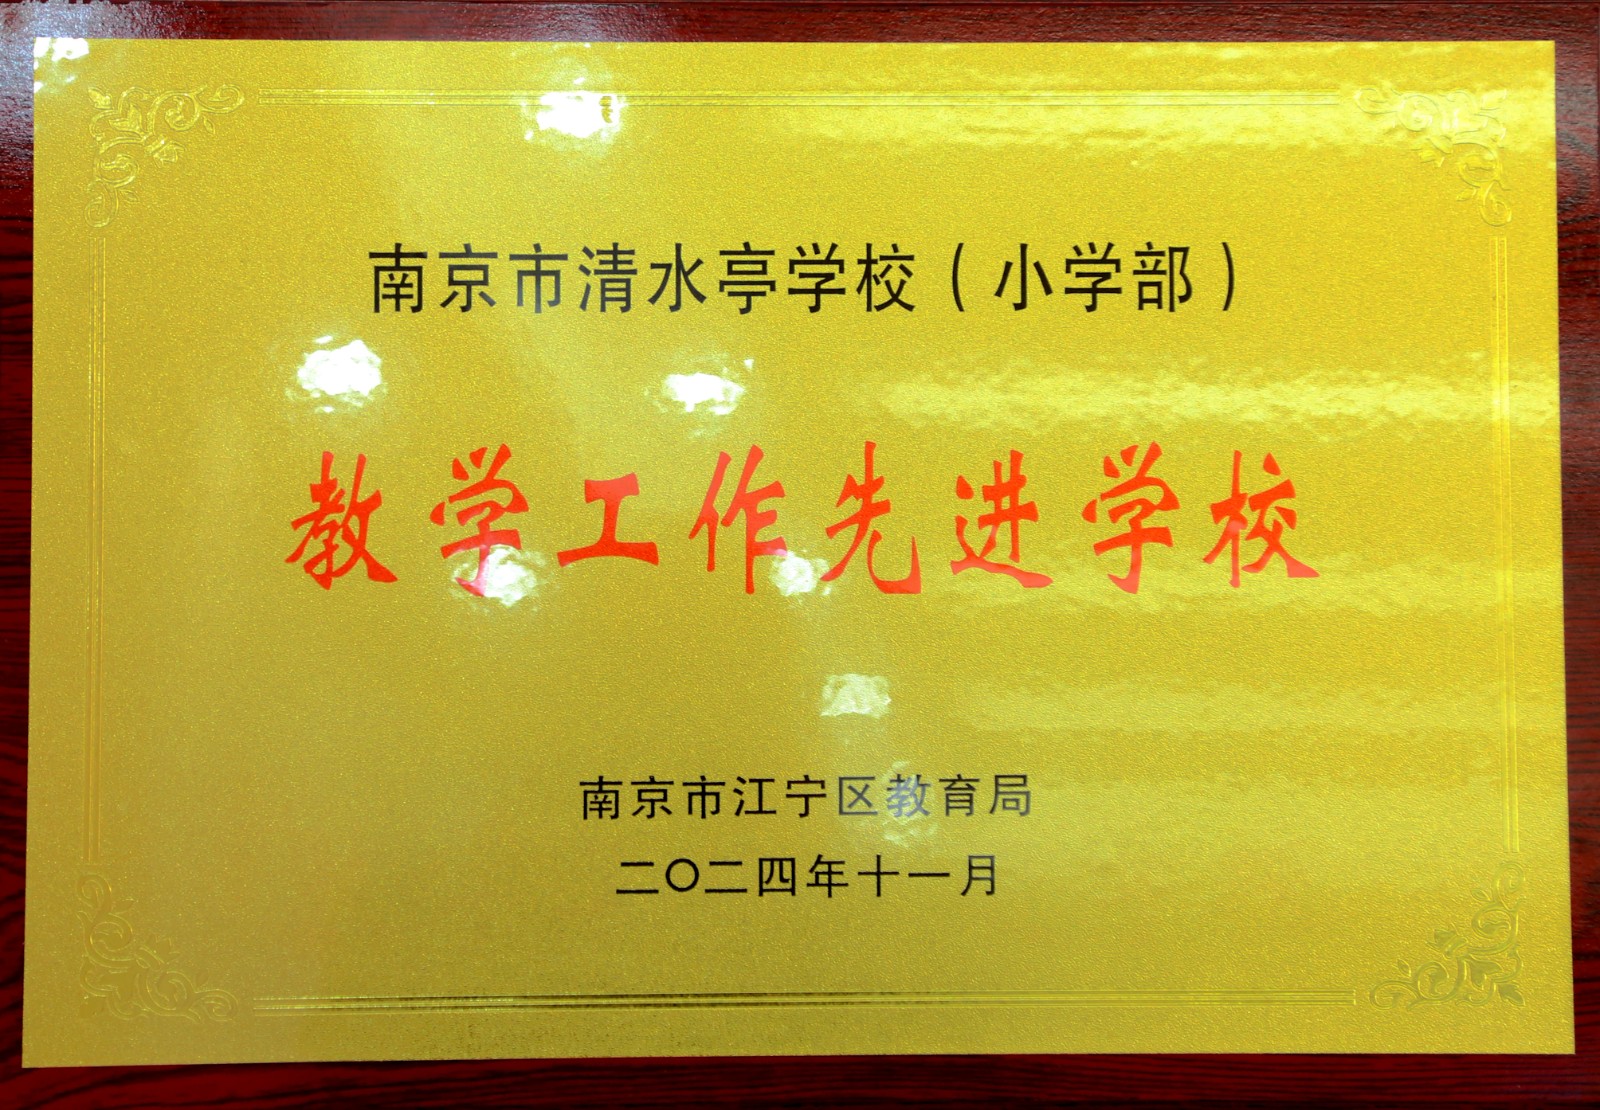 南京市清水亭学校（小学部）
教学工作先进学校
南京市江宁区教育局
二〇二四年十一月